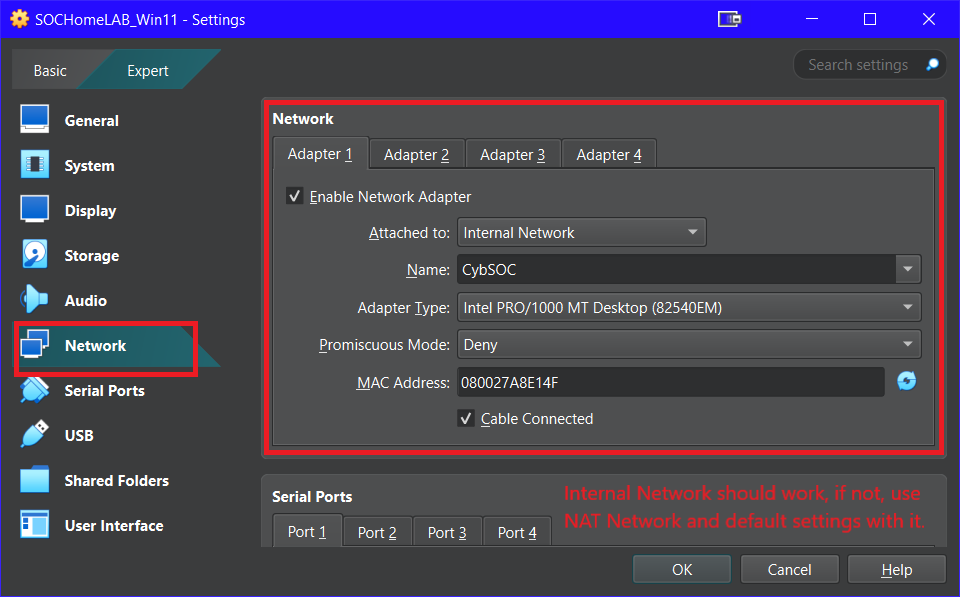 SOCHomeLAB_Win11 - Settings
Basic
Expert
Search settings
General
System
Display
Storage
Audio
Network
Serial Ports
USB
Shared Folders
User Interface
Network
Adapter 1
Adapter 2
Adapter 3
Adapter 4
Enable Network Adapter
Attached to: Internal Network
Name: CybSOC
Adapter Type: Intel PRO/1000 MT Desktop (82540EM)
Promiscuous Mode: Deny
MAC Address: 080027A8E14F
Cable Connected
Serial Ports
Port 1
Port 2
Port 3
Port 4
Internal Network should work, if not, use
NAT Network and default settings with it.
OK
Cancel
Help